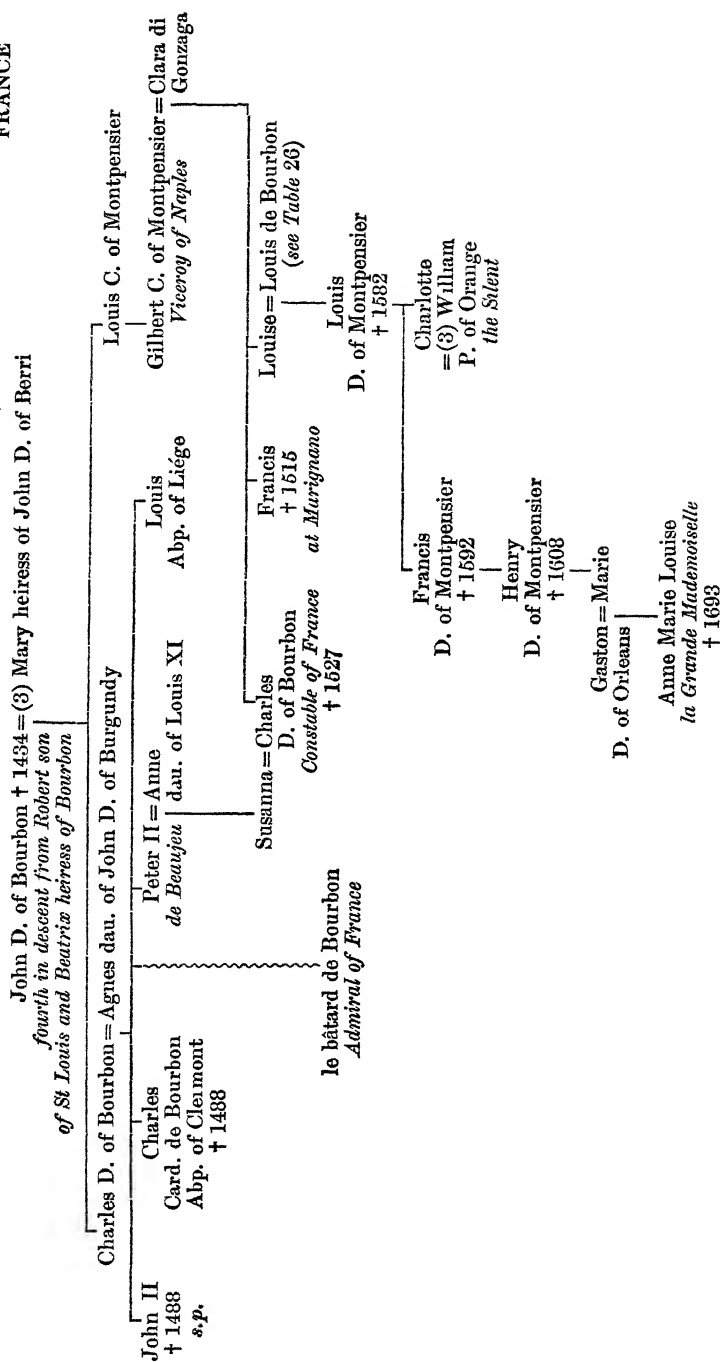 FRANCE
John D. of Bourbon † 1434=(3) Mary heiress of John D. of Berri
fourth in descent from Robert son
of St Louis and Beatrix heiress of Bourbon
Charles D. of Bourbon=Agnes dau. of John D. of Burgundy
Louis C. of Montpensier
John II
† 1488
s.p.
Charles
Card. de Bourbon
Abp. of Clermont
† 1488
le bâtard de Bourbon
Admiral of France
Peter II=Anne
de Beaujeu dau. of Louis XI
Louis
Abp. of Liége
Gilbert C. of Montpensier=Clara di
Viceroy of Naples Gonzaga
Susanna=Charles
D. of Bourbon
Constable of France
† 1527
Francis
† 1515
at Marignano
Louise=Louis de Bourbon
(see Table 26)
Louis
D. of Montpensier
† 1582
Francis
D. of Montpensier
† 1592
Charlotte
=(3) William
P. of Orange
the Silent
Henry
D. of Montpensier
† 1608
Gaston=Marie
D. of Orleans
Anne Marie Louise
la Grande Mademoiselle
† 1693